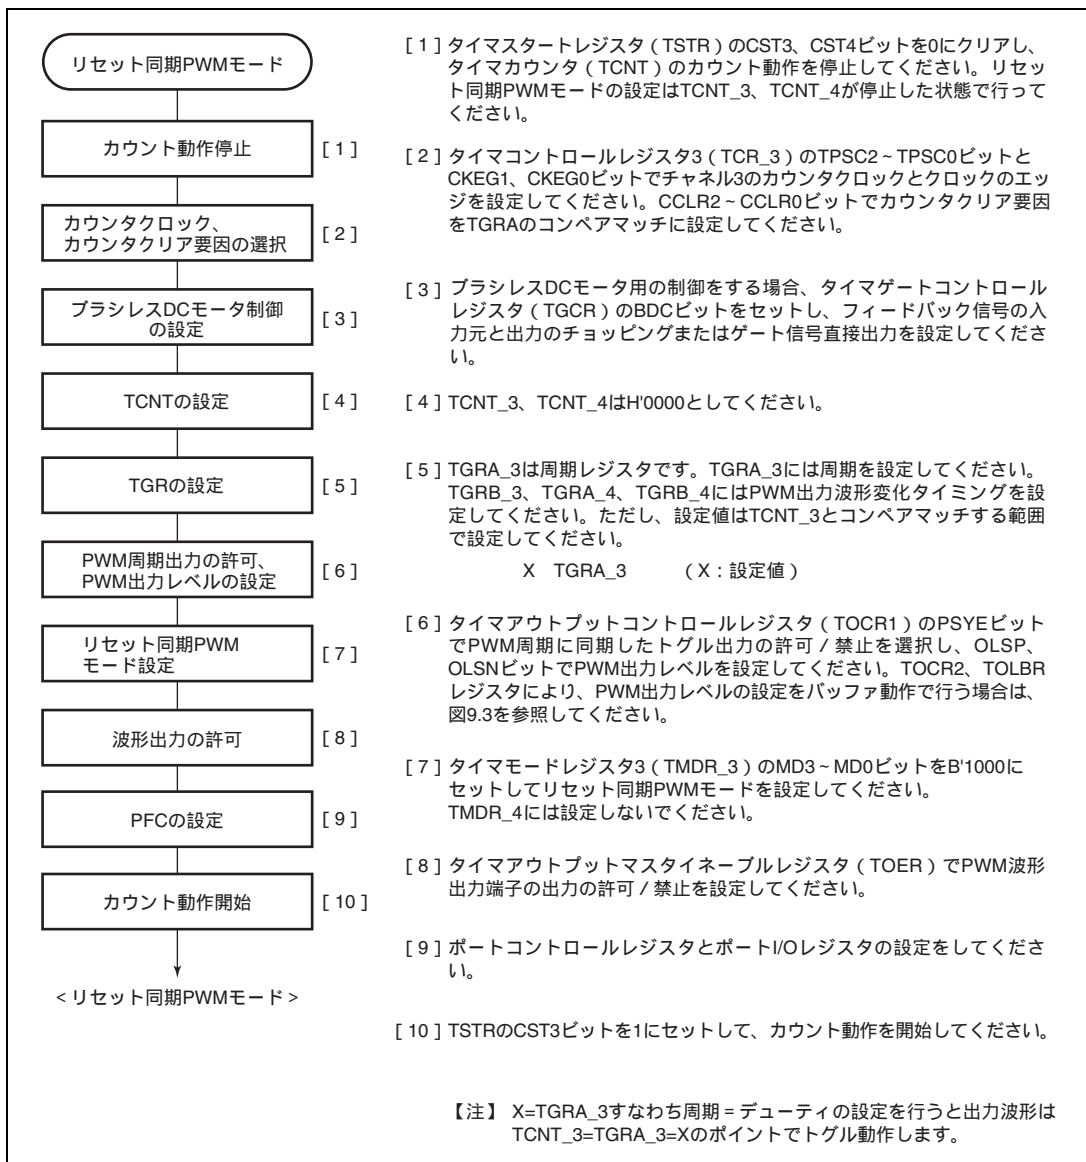 リセット同期PWMモード
カウント動作停止
[ 1 ]
カウンタクロック、
カウンタクリア要因の選択
[ 2 ]
ブラシレスDCモータ制御
の設定
[ 3 ]
TCNTの設定
[ 4 ]
TGRの設定
[ 5 ]
PWM周期出力の許可、
PWM出力レベルの設定
[ 6 ]
リセット同期PWM
モード設定
[ 7 ]
波形出力の許可
[ 8 ]
PFCの設定
[ 9 ]
カウント動作開始
[ 10 ]
< リセット同期PWMモード >
[ 1 ] タイマスタートレジスタ(TSTR)のCST3、CST4ビットを0にクリアし、
タイマカウンタ(TCNT)のカウント動作を停止してください。リセッ
ト同期PWMモードの設定はTCNT_3、TCNT_4が停止した状態で行って
ください。
[ 2 ] タイマコントロールレジスタ3(TCR_3)のTPSC2~TPSC0ビットと
CKEG1、CKEG0ビットでチャネル3のカウンタクロックとクロックのエッ
ジを設定してください。CCLR2~CCLR0ビットでカウンタクリア要因
をTGRAのコンペアマッチに設定してください。
[ 3 ] ブラシレスDCモータ用の制御をする場合、タイマゲートコントロール
レジスタ(TGCR)のBDCビットをセットし、フィードバック信号の入
力元と出力のチョッピングまたはゲート信号直接出力を設定してくださ
い。
[ 4 ] TCNT_3、TCNT_4はH'0000としてください。
[ 5 ] TGRA_3は周期レジスタです。TGRA_3には周期を設定してください。
TGRB_3、TGRA_4、TGRB_4にはPWM出力波形変化タイミングを設
定してください。ただし、設定値はTCNT_3とコンペアマッチする範囲
で設定してください。
X TGRA_3 (X:設定値)
[ 6 ] タイマアウトプットコントロールレジスタ(TOCR1)のPSYEビット
でPWM周期に同期したトグル出力の許可/禁止を選択し、OLSP、
OLSNビットでPWM出力レベルを設定してください。TOCR2、TOLBR
レジスタにより、PWM出力レベルの設定をバッファ動作で行う場合は、
図9.3を参照してください。
[ 7 ] タイマモードレジスタ3(TMDR_3)のMD3~MD0ビットをB'1000に
セットしてリセット同期PWMモードを設定してください。
TMDR_4には設定しないでください。
[ 8 ] タイマアウトプットマスタイネーブルレジスタ(TOER)でPWM波形
出力端子の出力の許可/禁止を設定してください。
[ 9 ] ポートコントロールレジスタとポートI/Oレジスタの設定をしてくださ
い。
[ 10 ] TSTRのCST3ビットを1にセットして、カウント動作を開始してください。
【注】 X=TGRA_3すなわち周期=デューティの設定を行うと出力波形は
TCNT_3=TGRA_3=Xのポイントでトグル動作します。